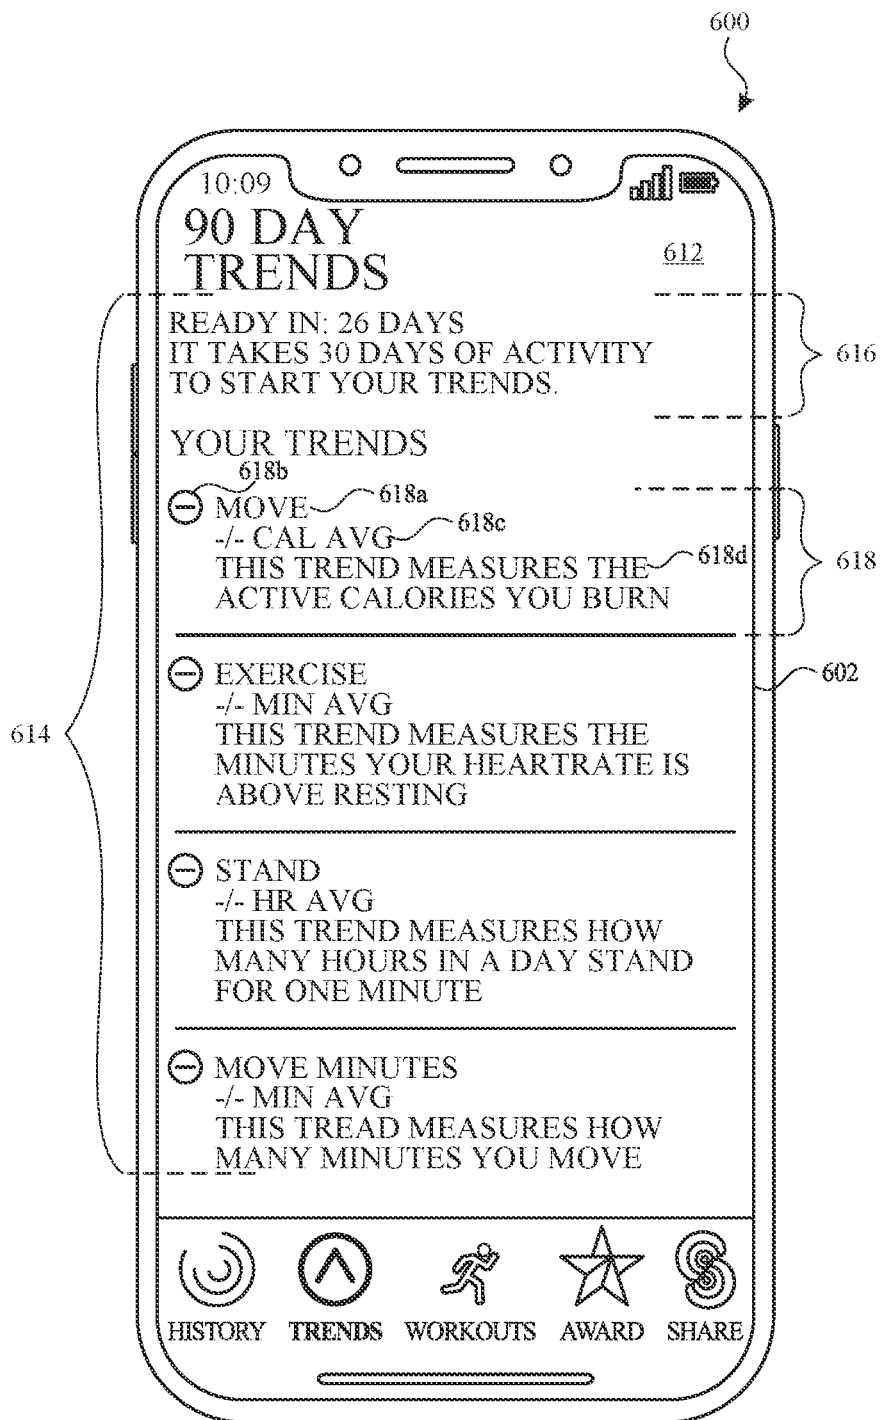 600
10:09
90 DAY
TRENDS
612
READY IN: 26 DAYS
IT TAKES 30 DAYS OF ACTIVITY
TO START YOUR TRENDS.
616
YOUR TRENDS
618b
MOVE 618a
-/- CAL AVG 618c
THIS TREND MEASURES THE 618d
ACTIVE CALORIES YOU BURN
618
602
EXERCISE
-/- MIN AVG
THIS TREND MEASURES THE
MINUTES YOUR HEARTRATE IS
ABOVE RESTING
614
STAND
-/- HR AVG
THIS TREND MEASURES HOW
MANY HOURS IN A DAY STAND
FOR ONE MINUTE
MOVE MINUTES
-/- MIN AVG
THIS TREAD MEASURES HOW
MANY MINUTES YOU MOVE
HISTORY TRENDS WORKOUTS AWARD SHARE